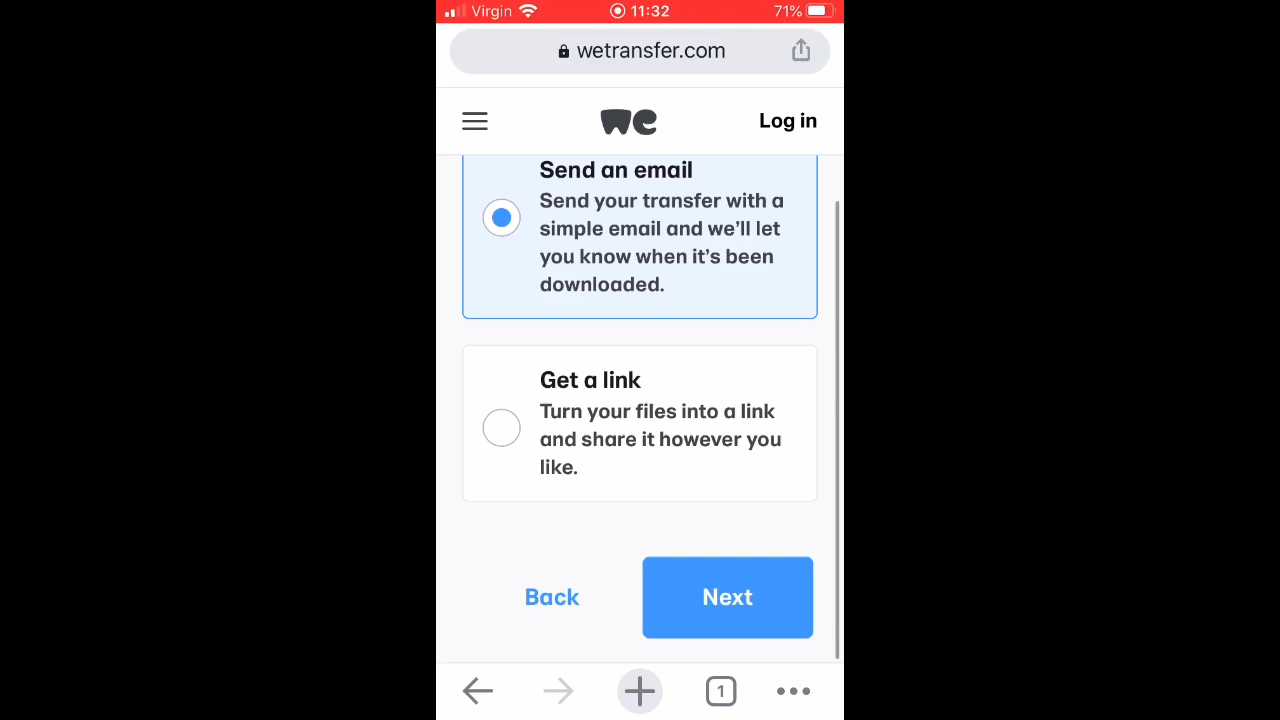 Virgin 11:32 71%
wetransfer.com
we Log in
Send an email
Send your transfer with a
simple email and we’ll let
you know when it’s been
downloaded.
Get a link
Turn your files into a link
and share it however you
like.
Back Next
1